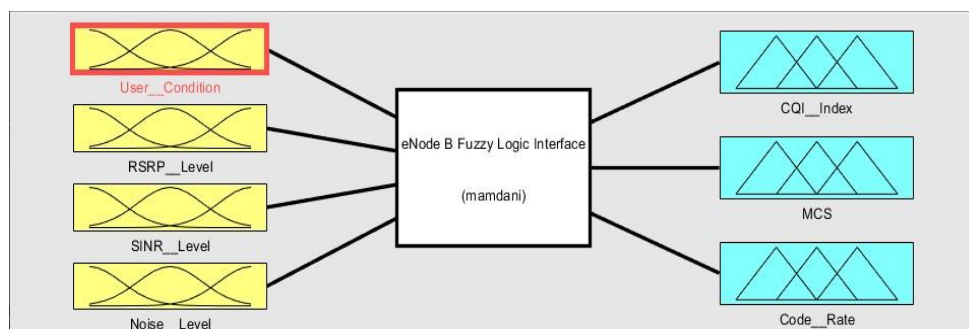 User__Condition
RSRP__Level
SINR__Level
Noise__Level
eNode B Fuzzy Logic Interface
(mamdani)
CQI__Index
MCS
Code__Rate